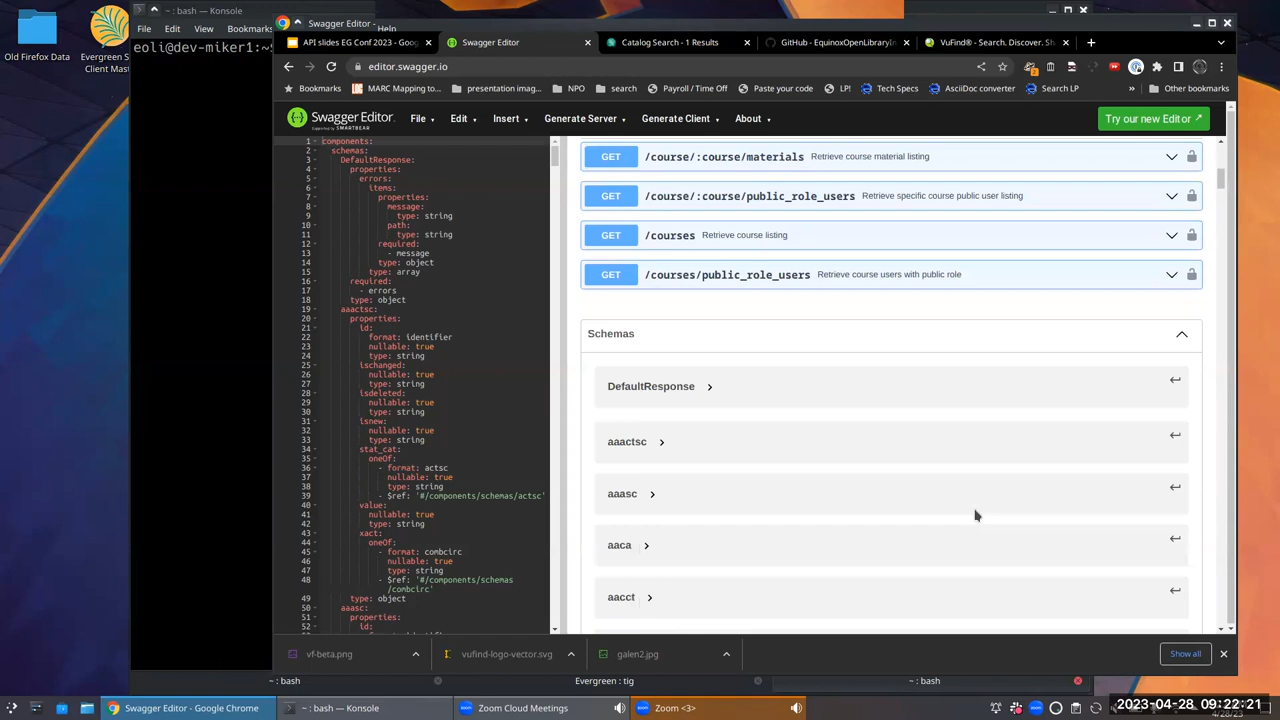 Old Firefox Data
Evergreen S
Client Mast
~ : bash — Konsole
File Edit View Bookmarks
Help
eoli@dev-miker1:~$
Swagger Editor -
API slides EG Conf 2023 - Goog
Swagger Editor
Catalog Search - 1 Results
GitHub - EquinoxOpenLibraryIn
VuFind® - Search. Discover. Sh
editor.swagger.io
Bookmarks
MARC Mapping to...
presentation imag...
NPO
search
Payroll / Time Off
Paste your code
LP!
Tech Specs
AsciiDoc converter
Search LP
»
Other bookmarks
Swagger Editor.
Supported by SMARTBEAR
File
Edit
Insert
Generate Server
Generate Client
About
Try our new Editor
1 components:
2 schemas:
3 DefaultResponse:
4 properties:
5 errors:
6 items:
7 properties:
8 message:
9 type: string
10 path:
11 type: string
12 required:
13 - message
14 type: object
15 type: array
16 required:
17 - errors
18 type: object
19 aaactsc:
20 properties:
21 id:
22 format: identifier
23 nullable: true
24 type: string
25 ischanged:
26 nullable: true
27 type: string
28 isdeleted:
29 nullable: true
30 type: string
31 isnew:
32 nullable: true
33 type: string
34 stat_cat:
35 oneOf:
36 - format: actsc
37 nullable: true
38 type: string
39 - $ref: '#/components/schemas/actsc'
40 value:
41 nullable: true
42 type: string
43 xact:
44 oneOf:
45 - format: combcirc
46 nullable: true
47 type: string
48 - $ref: '#/components/schemas
/combcirc'
49 type: object
50 aaasc:
51 properties:
52 id:
GET /course/:course/materials Retrieve course material listing
GET /course/:course/public_role_users Retrieve specific course public user listing
GET /courses Retrieve course listing
GET /courses/public_role_users Retrieve course users with public role
Schemas
DefaultResponse
aaactsc
aaasc
aaca
aacct
vf-beta.png
vufind-logo-vector.svg
galen2.jpg
Show all
~ : bash
Evergreen : tig
~ : bash
Swagger Editor - Google Chrome
~ : bash — Konsole
Zoom Cloud Meetings
Zoom <3>
2023-04-28 09:22:21
4/28/23